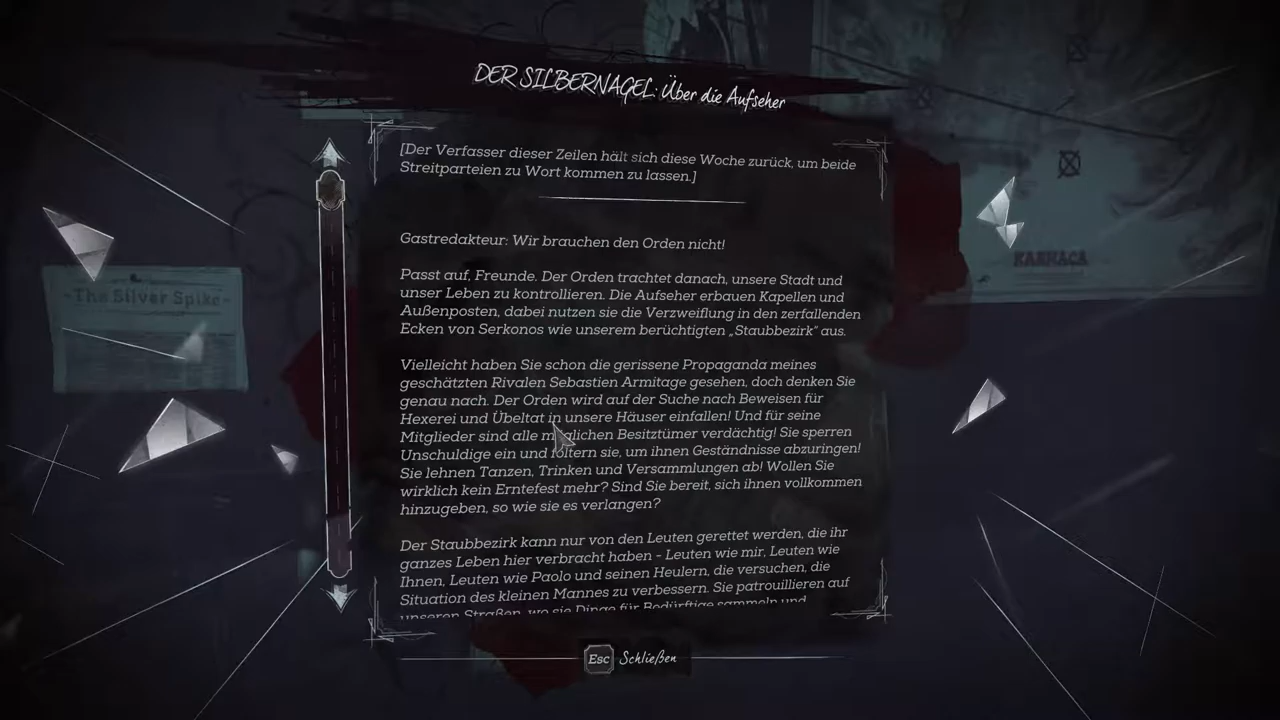 DER SILBERNAGEL: Über die Aufseher
[Der Verfasser dieser Zeilen hält sich diese Woche zurück, um beide
Streitparteien zu Wort kommen zu lassen.]
Gastredakteur: Wir brauchen den Orden nicht!
Passt auf, Freunde. Der Orden trachtet danach, unsere Stadt und
unser Leben zu kontrollieren. Die Aufseher erbauen Kapellen und
Außenposten, dabei nutzen sie die Verzweiflung in den zerfallenden
Ecken von Serkonos wie unserem berüchtigten „Staubbezirk“ aus.
Vielleicht haben Sie schon die gerissene Propaganda meines
geschätzten Rivalen Sebastien Armitage gesehen, doch denken Sie
genau nach. Der Orden wird auf der Suche nach Beweisen für
Hexerei und Übeltat in unsere Häuser einfallen! Und für seine
Mitglieder sind alle möglichen Besitztümer verdächtig! Sie sperren
Unschuldige ein und foltern sie, um ihnen Geständnisse abzuringen!
Sie lehnen Tanzen, Trinken und Versammlungen ab! Wollen Sie
wirklich kein Erntefest mehr? Sind Sie bereit, sich ihnen vollkommen
hinzugeben, so wie sie es verlangen?
Der Staubbezirk kann nur von den Leuten gerettet werden, die ihr
ganzes Leben hier verbracht haben – Leuten wie mir, Leuten wie
Ihnen, Leuten wie Paolo und seinen Heulern, die versuchen, die
Situation des kleinen Mannes zu verbessern. Sie patrouillieren auf
unseren Straßen, wo sie Dinge für Bedürftige sammeln und
The Silver Spike
KARNACA
Esc Schließen